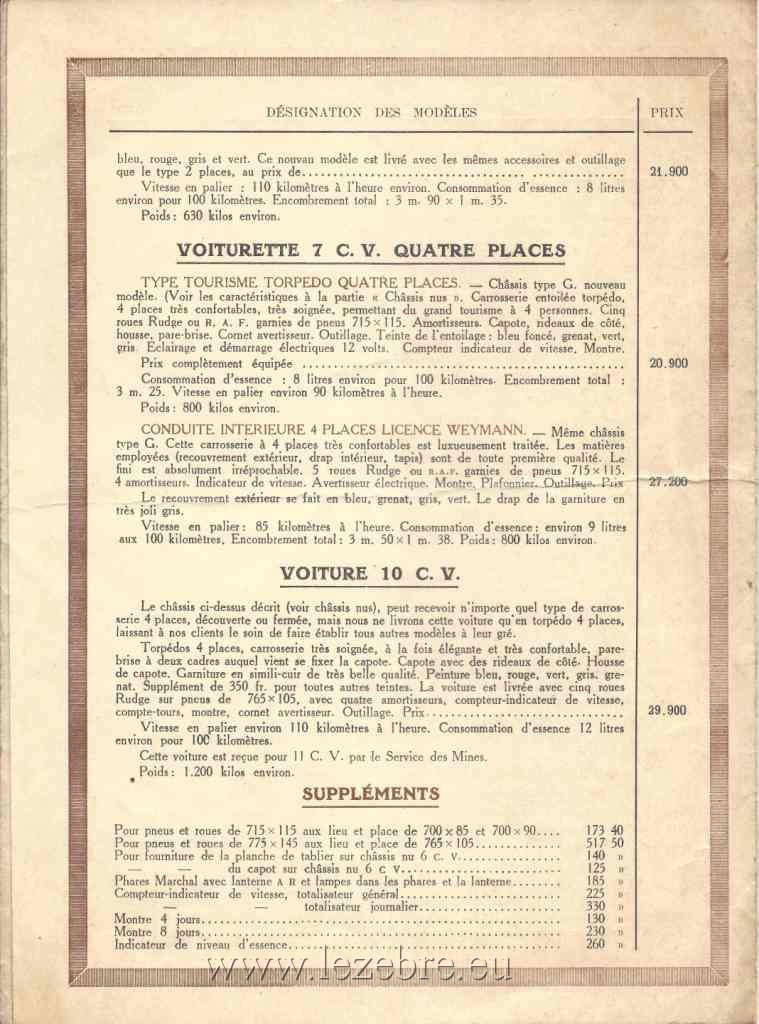 DÉSIGNATION DES MODÈLES PRIX
bleu, rouge, gris et vert. Ce nouvau modèle est livré avec les mêmes accessoires et outillage
que le type 2 places, au prix de.......................................... .................. 21.900
Vitesse en palier : 110 kilomètres à l'heure environ. Consommation d'essence : 8 litres
environ pour 100 kilomètres. Encombrement total : 3 m. 90 × 1 m. 35.
Poids : 630 kilos environ.
VOITURETTE 7 C. V. QUATRE PLACES
TYPE TOURISME TORPEDO QUATRE PLACES. — Châssis type G. nouveau
modèle. (Voir les caractéristiques à la partie « Châssis nus ». Carrosserie entoilée torpédo,
4 places très confortables, très soignée, permettant du grand tourisme à 4 personnes. Cinq
roues Rudge ou R. A. F. garnies de pneus 715 × 115. Amortisseurs. Capote, rideaux de côté,
housse, pare-brise. Cornet avertisseur. Outillage. Teinte de l'entoilage : bleu foncé, grenat, vert,
gris. Eclairage et démarrage électriques 12 volts. Compteur indicateur de vitesse, Montre.
Prix complètement équipée .......................................................... 20.900
Consommation d'essence : 8 litres environ pour 100 kilomètres. Encombrement total :
3 m. 25. Vitesse en palier environ 90 kilomètres à l'heure.
Poids : 800 kilos environ.
CONDUITE INTERIEURE 4 PLACES LICENCE WEYMANN. — Même châssis
type G. Cette carrosserie à 4 places très confortables est luxueusement traitée. Les matières
employées (recouvrement extérieur, drap intérieur, tapis) sont de toute première qualité. Le
fini est absolument irréprochable. 5 roues Rudge ou R.A.F. garnies de pneus 715 × 115.
4 amortisseurs. Indicateur de vitesse. Avertisseur électrique. Montre. Plafonnier. Outillage. Prix 27.200
Le recouvrement extérieur se fait en bleu, grenat, gris, vert. Le drap de la garniture en
très joli gris.
Vitesse en palier : 85 kilomètres à l'heure. Consommation d'essence : environ 9 litres
aux 100 kilomètres. Encombrement total : 3 m. 50 × 1 m. 38. Poids : 800 kilos environ.
VOITURE 10 C. V.
Le châssis ci-dessus décrit (voir châssis nus), peut recevoir n'importe quel type de carros-
serie 4 places, découverte ou fermée, mais nous ne livrons cette voiture qu'en torpédo 4 places,
laissant à nos clients le soin de faire établir tous autres modèles à leur gré.
Torpédos 4 places, carrosserie très soignée, à la fois élégante et très confortable, pare-
brise à deux cadres auquel vient se fixer la capote. Capote avec des rideaux de côté. Housse
de capote. Garniture en simili-cuir de très belle qualité. Peinture bleu, rouge, vert, gris, gre-
nat. Supplément de 350 fr. pour toutes autres teintes. La voiture est livrée avec cinq roues
Rudge sur pneus de 765 × 105, avec quatre amortisseurs, compteur-indicateur de vitesse,
compte-tours, montre, cornet avertisseur. Outillage. Prix.................................... 29.900
Vitesse en palier environ 110 kilomètres à l'heure. Consommation d'essence 12 litres
environ pour 100 kilomètres.
Cette voiture est reçue pour 11 C. V. par le Service des Mines.
Poids : 1.200 kilos environ.
SUPPLÉMENTS
Pour pneus et roues de 715 × 115 aux lieu et place de 700 × 85 et 700 × 90.... 173 40
Pour pneus et roues de 775 × 145 aux lieu et place de 765 × 105............... 517 50
Pour fourniture de la planche de tablier sur châssis nu 6 C. V.................. 140 »
— — du capot sur châssis nu 6 C V............................ 125 »
Phares Marchal avec lanterne A R et lampes dans les phares et la lanterne........ 185 »
Compteur-indicateur de vitesse, totalisateur général............................ 225 »
— — totalisateur journalier......................... 330 »
Montre 4 jours.................................................................. 130 »
Montre 8 jours.................................................................. 230 »
Indicateur de niveau d'essence.................................................. 260 »
www.lezebre.eu